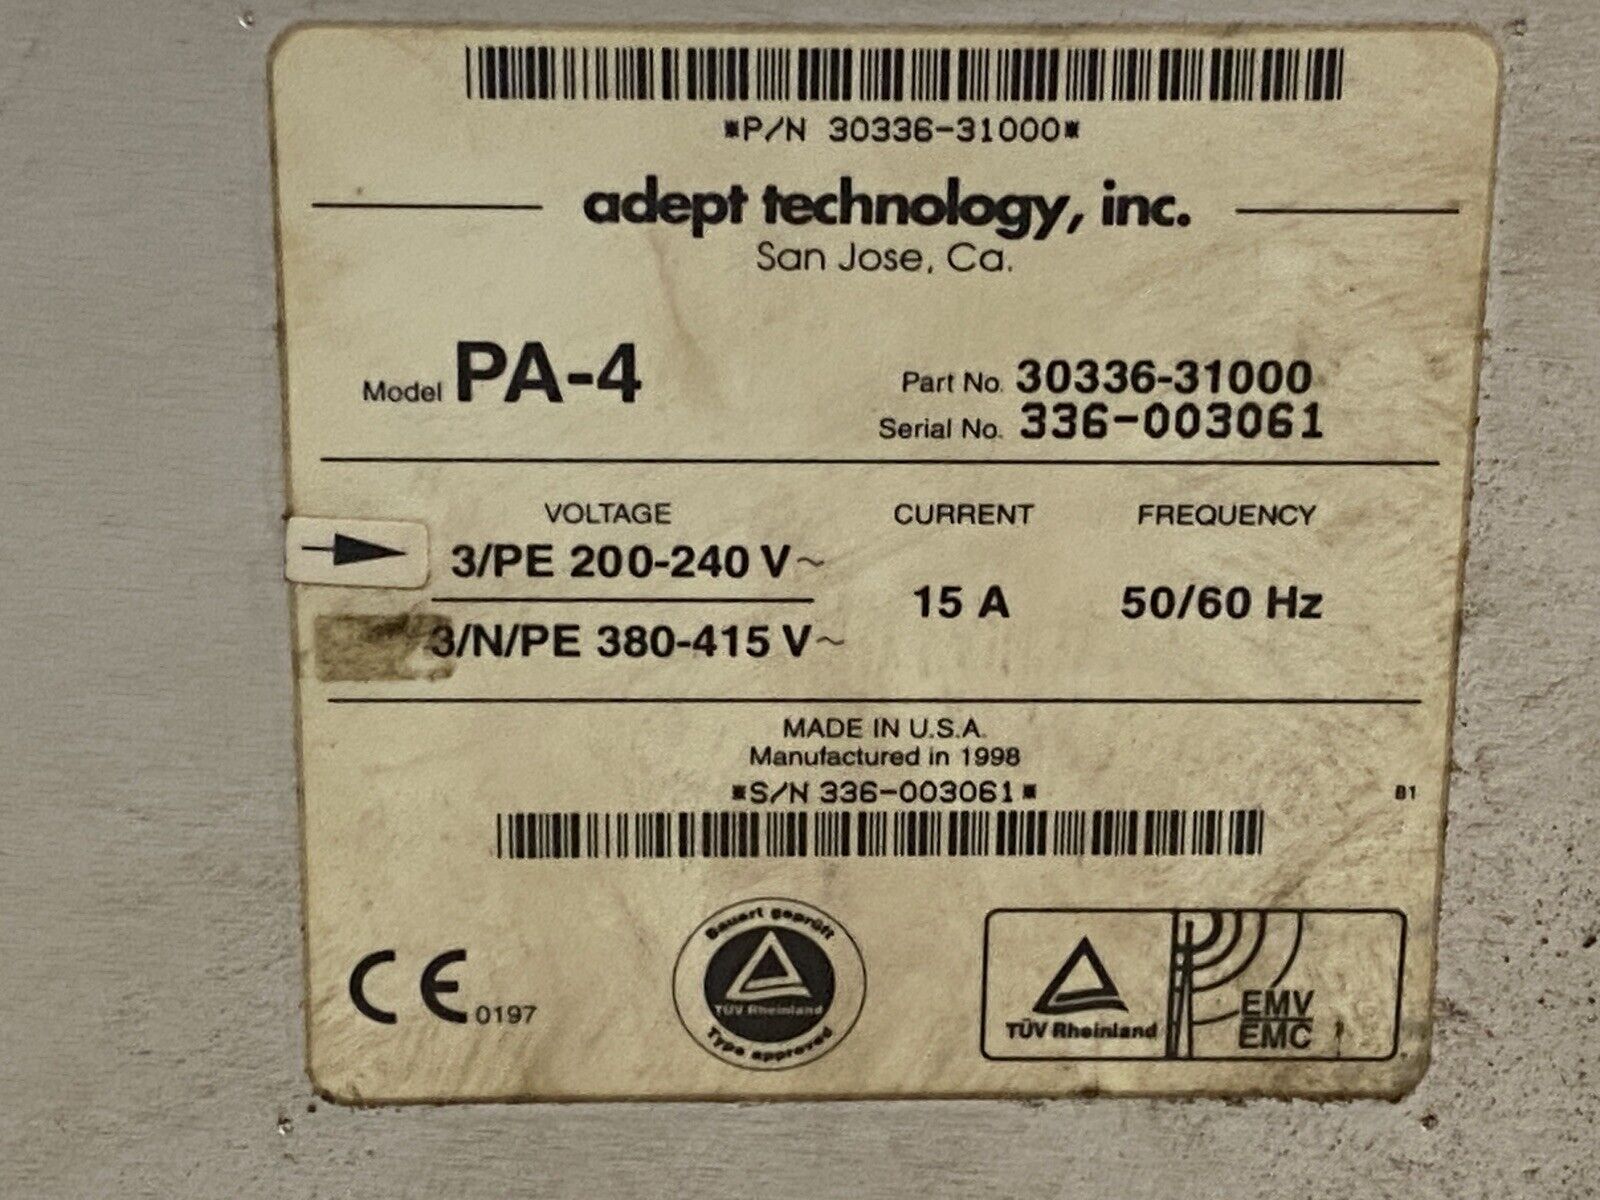 *P/N 30336-31000*
adept technology, inc.
San Jose, Ca.
Model PA-4
Part No. 30336-31000
Serial No. 336-003061
VOLTAGE CURRENT FREQUENCY
3/PE 200-240 V~
15 A 50/60 Hz
3/N/PE 380-415 V~
MADE IN U.S.A.
Manufactured in 1998
*S/N 336-003061*
B1
CE 0197
Bauart geprüft
TÜV Rheinland
Type approved
TÜV Rheinland
EMV
EMC